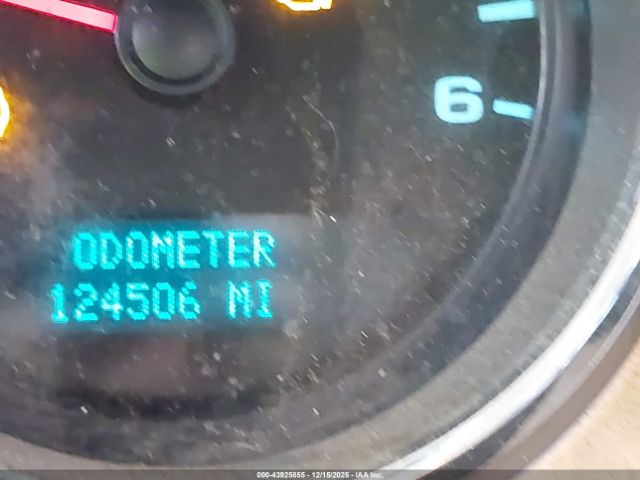 6
ODOMETER
124506 MI
000-43925855 - 12/15/2025 - IAA Inc.